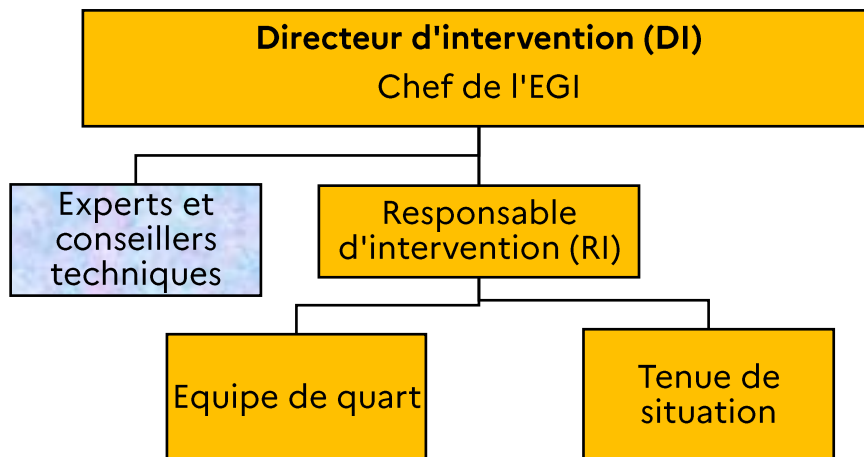 Directeur d'intervention (DI)
Chef de l'EGI
Experts et
conseillers
techniques
Responsable
d'intervention (RI)
Equipe de quart
Tenue de
situation